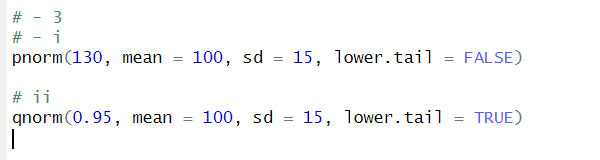 # - 3
# - i
pnorm(130, mean = 100, sd = 15, lower.tail = FALSE)
# ii
qnorm(0.95, mean = 100, sd = 15, lower.tail = TRUE)